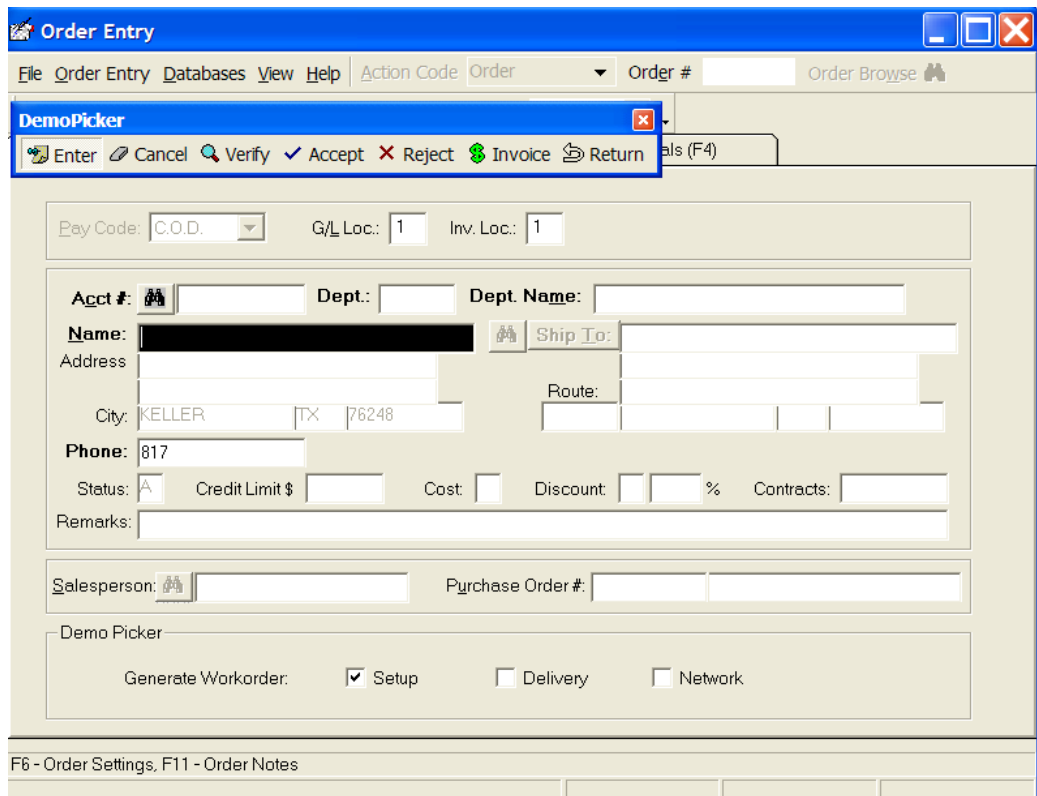 Order Entry
File Order Entry Databases View Help Action Code Order Order # Order Browse
DemoPicker
Enter Cancel Verify Accept Reject Invoice Return
als (F4)
Pay Code: C.O.D. G/L Loc.: 1 Inv. Loc.: 1
Acct #: Dept.: Dept. Name:
Name: Ship To:
Address
Route:
City: KELLER TX 76248
Phone: 817
Status: A Credit Limit $ Cost: Discount: % Contracts:
Remarks:
Salesperson: Purchase Order #:
Demo Picker
Generate Workorder: Setup Delivery Network
F6 - Order Settings, F11 - Order Notes